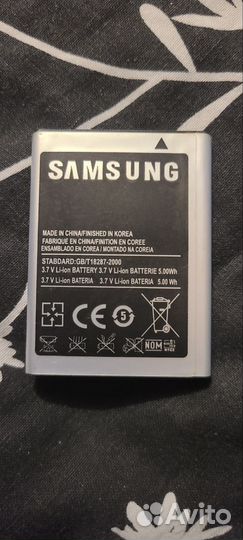 SAMSUNG
MADE IN CHINA/FINISHED IN KOREA
FABRIQUE EN CHINA/FINITION EN COREE
ENSAMBLADO EN COREA / MONTADO NA COREIA
STABDARD:GB/T18287-2000
3.7 V Li-ion BATTERY 3.7 V Li-ion BATTERIE 5.00Wh
3.7 V Li-ion BATERIA 3.7 V Li-ion BATERIA 5.00 Wh
CE 5
NOM
Avito